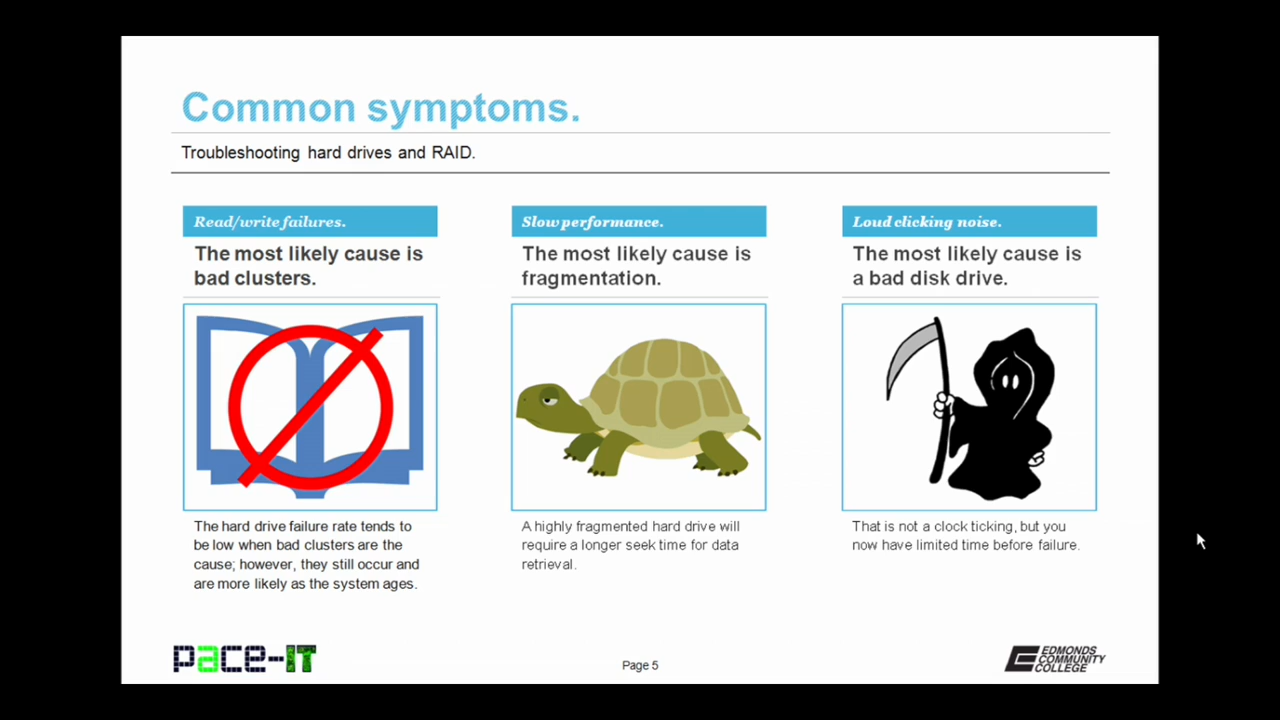 Common symptoms.
Troubleshooting hard drives and RAID.
Read/write failures.
The most likely cause is
bad clusters.
The hard drive failure rate tends to
be low when bad clusters are the
cause; however, they still occur and
are more likely as the system ages.
Slow performance.
The most likely cause is
fragmentation.
A highly fragmented hard drive will
require a longer seek time for data
retrieval.
Loud clicking noise.
The most likely cause is
a bad disk drive.
That is not a clock ticking, but you
now have limited time before failure.
pace-IT
Page 5
EDMONDS
COMMUNITY
COLLEGE